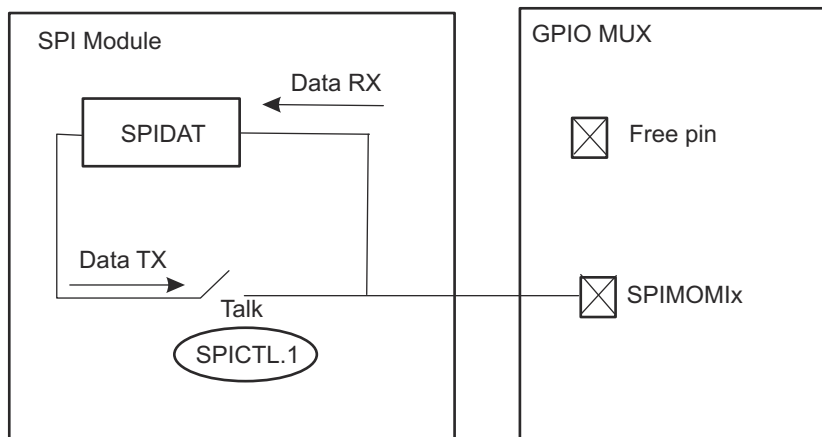 SPI Module
GPIO MUX
Data RX
SPIDAT
Free pin
Data TX
Talk
SPIMOMIx
SPICTL.1